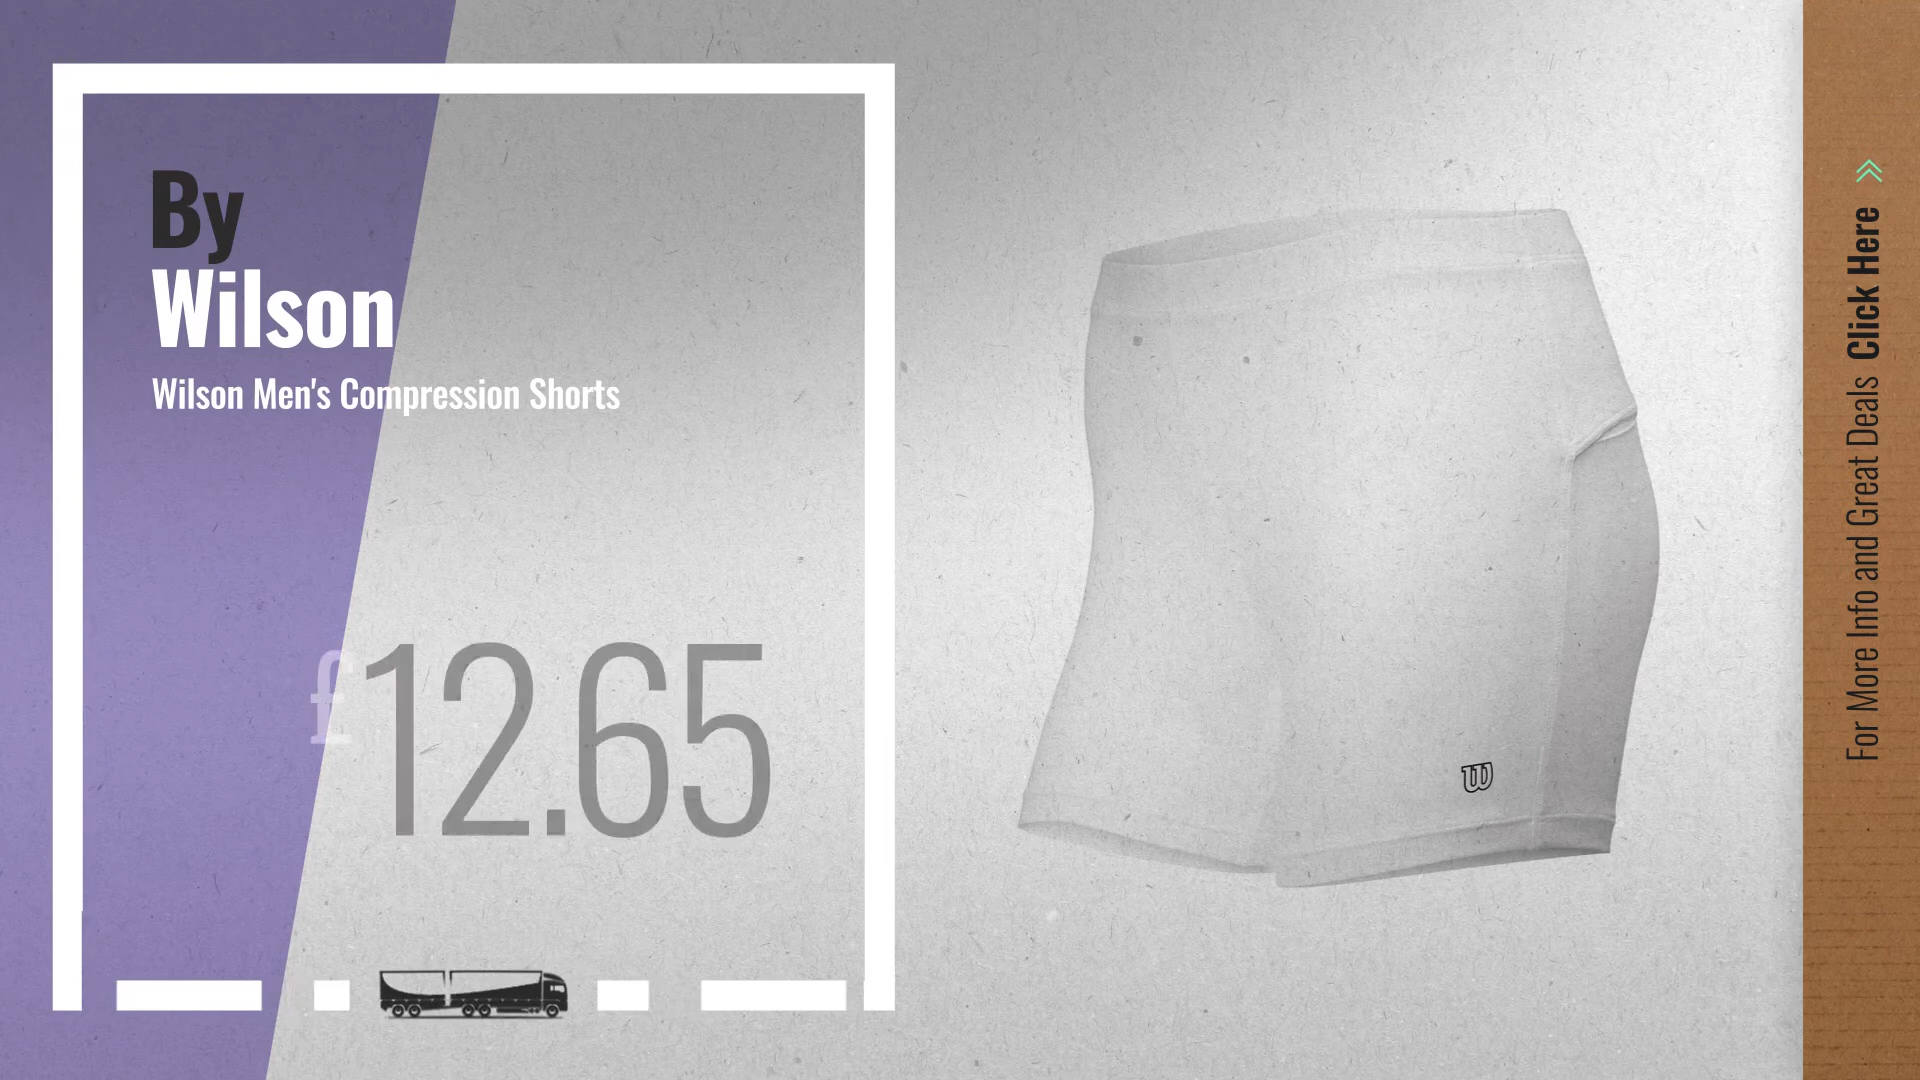 By
Wilson
Wilson Men's Compression Shorts
£12.65
W
For More Info and Great Deals Click Here